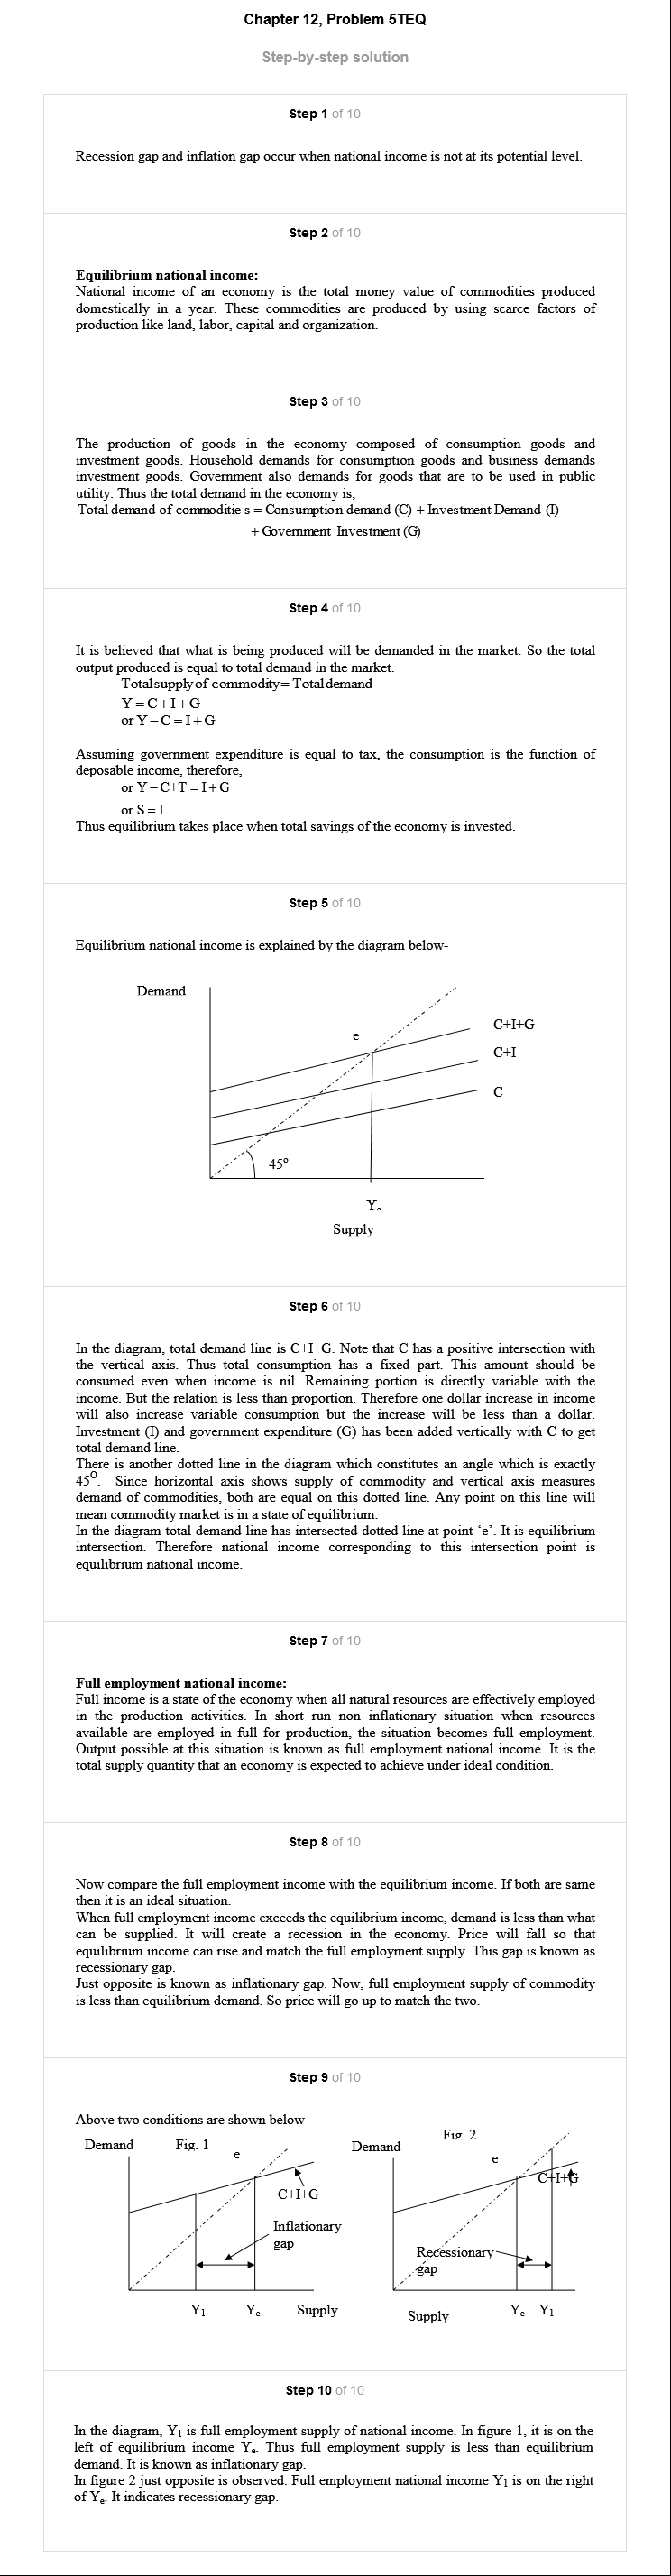 Chapter 12, Problem 5TEQ
Step-by-step solution
Step 1 of 10
Recession gap and inflation gap occur when national income is not at its potential level.
Step 2 of 10
Equilibrium national income:
National income of an economy is the total money value of commodities produced
domestically in a year. These commodities are produced by using scarce factors of
production like land, labor, capital and organization.
Step 3 of 10
The production of goods in the economy composed of consumption goods and
investment goods. Household demands for consumption goods and business demands
investment goods. Government also demands for goods that are to be used in public
utility. Thus the total demand in the economy is,
Total demand of commoditie s = Consumption demand (C) + Investment Demand (I)
+ Government Investment (G)
Step 4 of 10
It is believed that what is being produced will be demanded in the market. So the total
output produced is equal to total demand in the market.
Total supply of commodity = Total demand
Y = C + I + G
or Y − C = I + G
Assuming government expenditure is equal to tax, the consumption is the function of
deposable income, therefore,
or Y − C+T = I + G
or S = I
Thus equilibrium takes place when total savings of the economy is invested.
Step 5 of 10
Equilibrium national income is explained by the diagram below-
Demand
C+I+G
e
C+I
C
45°
Ye
Supply
Step 6 of 10
In the diagram, total demand line is C+I+G. Note that C has a positive intersection with
the vertical axis. Thus total consumption has a fixed part. This amount should be
consumed even when income is nil. Remaining portion is directly variable with the
income. But the relation is less than proportion. Therefore one dollar increase in income
will also increase variable consumption but the increase will be less than a dollar.
Investment (I) and government expenditure (G) has been added vertically with C to get
total demand line.
There is another dotted line in the diagram which constitutes an angle which is exactly
45°. Since horizontal axis shows supply of commodity and vertical axis measures
demand of commodities, both are equal on this dotted line. Any point on this line will
mean commodity market is in a state of equilibrium.
In the diagram total demand line has intersected dotted line at point ‘e’. It is equilibrium
intersection. Therefore national income corresponding to this intersection point is
equilibrium national income.
Step 7 of 10
Full employment national income:
Full income is a state of the economy when all natural resources are effectively employed
in the production activities. In short run non inflationary situation when resources
available are employed in full for production, the situation becomes full employment.
Output possible at this situation is known as full employment national income. It is the
total supply quantity that an economy is expected to achieve under ideal condition.
Step 8 of 10
Now compare the full employment income with the equilibrium income. If both are same
then it is an ideal situation.
When full employment income exceeds the equilibrium income, demand is less than what
can be supplied. It will create a recession in the economy. Price will fall so that
equilibrium income can rise and match the full employment supply. This gap is known as
recessionary gap.
Just opposite is known as inflationary gap. Now, full employment supply of commodity
is less than equilibrium demand. So price will go up to match the two.
Step 9 of 10
Above two conditions are shown below
Demand Fig. 1 e
C+I+G
Inflationary
gap
Y1 Ye Supply
Demand Fig. 2
e
C+I+G
Recessionary
gap
Supply Ye Y1
Step 10 of 10
In the diagram, Y1 is full employment supply of national income. In figure 1, it is on the
left of equilibrium income Ye. Thus full employment supply is less than equilibrium
demand. It is known as inflationary gap.
In figure 2 just opposite is observed. Full employment national income Y1 is on the right
of Ye. It indicates recessionary gap.